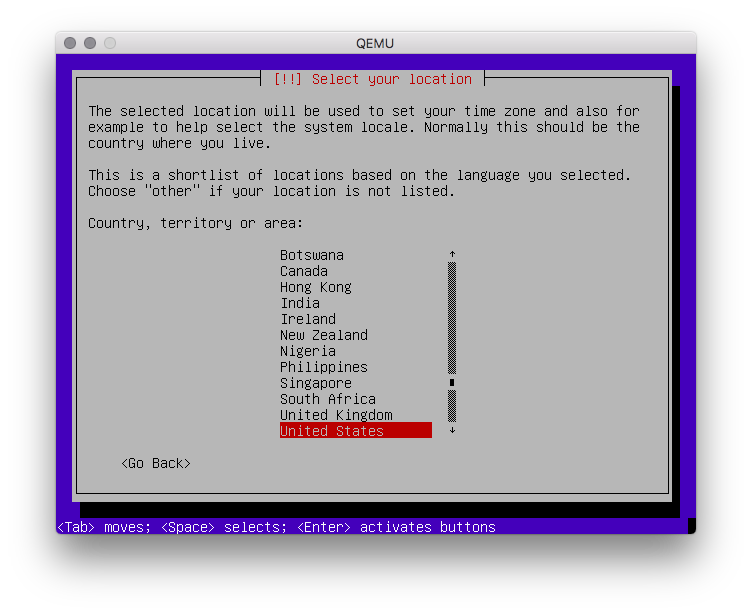 QEMU
[!!] Select your location
The selected location will be used to set your time zone and also for
example to help select the system locale. Normally this should be the
country where you live.
This is a shortlist of locations based on the language you selected.
Choose "other" if your location is not listed.
Country, territory or area:
Botswana
Canada
Hong Kong
India
Ireland
New Zealand
Nigeria
Philippines
Singapore
South Africa
United Kingdom
United States
<Go Back>
<Tab> moves; <Space> selects; <Enter> activates buttons